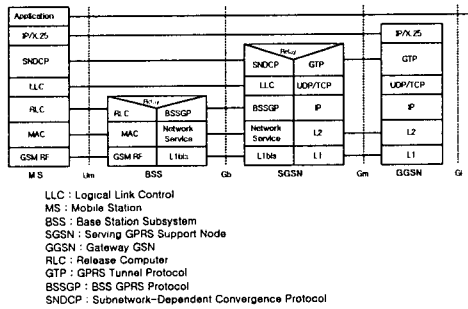 Application
IP/X.25
IP/X.25
Relay
SNDCP
SNDCP
GTP
GTP
LLC
LLC
UDP/TCP
UDP/TCP
Relay
RLC
RLC
BSSGP
BSSGP
IP
IP
MAC
MAC
Network Service
Network Service
L2
L2
GSM RF
GSM RF
L1bis
L1bis
L1
L1
MS
Um
BSS
Gb
SGSN
Gm
GGSN
Gi
LLC : Logical Link Control
MS : Mobile Station
BSS : Base Station Subsystem
SGSN : Serving GPRS Support Node
GGSN : Gateway GSN
RLC : Release Computer
GTP : GPRS Tunnel Protocol
BSSGP : BSS GPRS Protocol
SNDCP : Subnetwork-Dependent Convergence Protocol